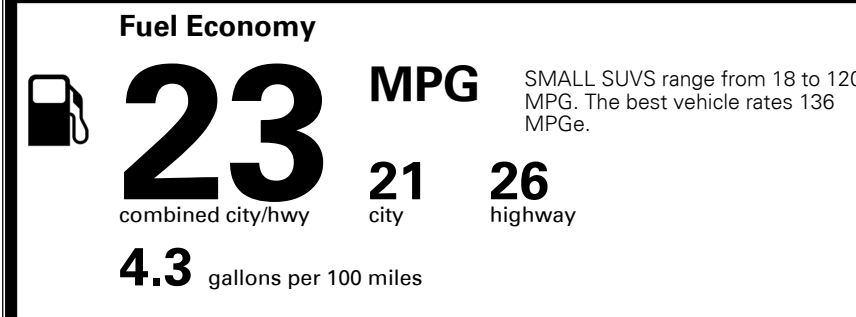 Fuel Economy
23 MPG
SMALL SUVS range from 18 to 120
MPG. The best vehicle rates 136
MPGe.
21 26
combined city/hwy city highway
4.3 gallons per 100 miles